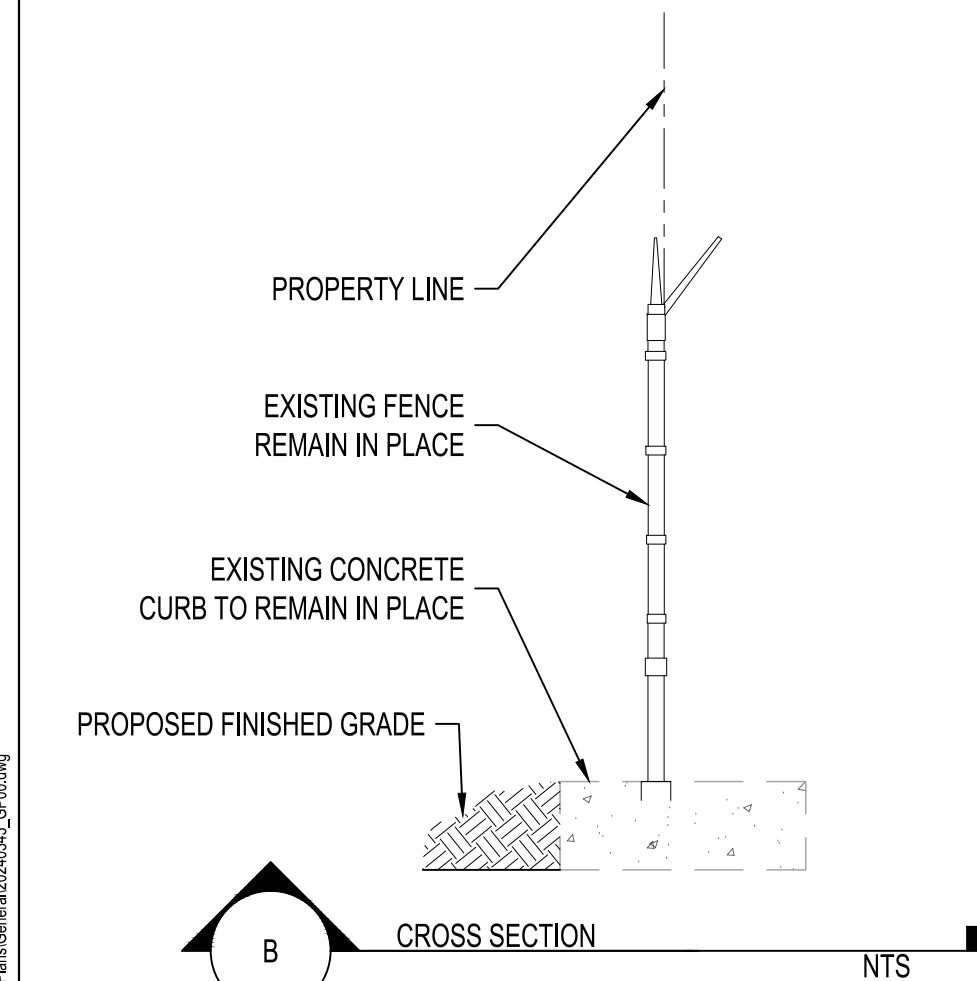 PROPERTY LINE
EXISTING FENCE
REMAIN IN PLACE
EXISTING CONCRETE
CURB TO REMAIN IN PLACE
PROPOSED FINISHED GRADE
B
CROSS SECTION
NTS